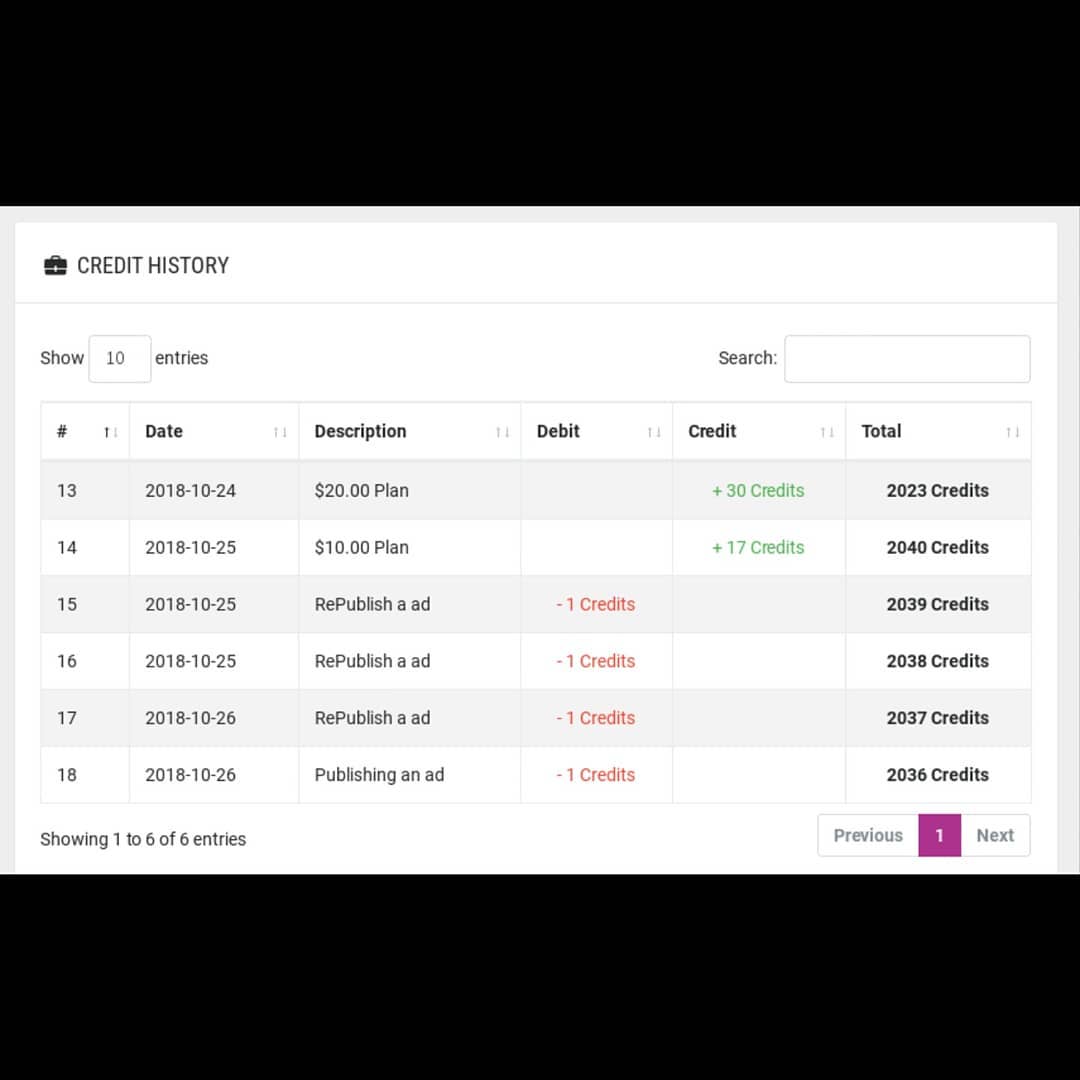 CREDIT HISTORY
Show 10 entries Search:
# Date Description Debit Credit Total
13 2018-10-24 $20.00 Plan + 30 Credits 2023 Credits
14 2018-10-25 $10.00 Plan + 17 Credits 2040 Credits
15 2018-10-25 RePublish a ad - 1 Credits 2039 Credits
16 2018-10-25 RePublish a ad - 1 Credits 2038 Credits
17 2018-10-26 RePublish a ad - 1 Credits 2037 Credits
18 2018-10-26 Publishing an ad - 1 Credits 2036 Credits
Showing 1 to 6 of 6 entries Previous 1 Next